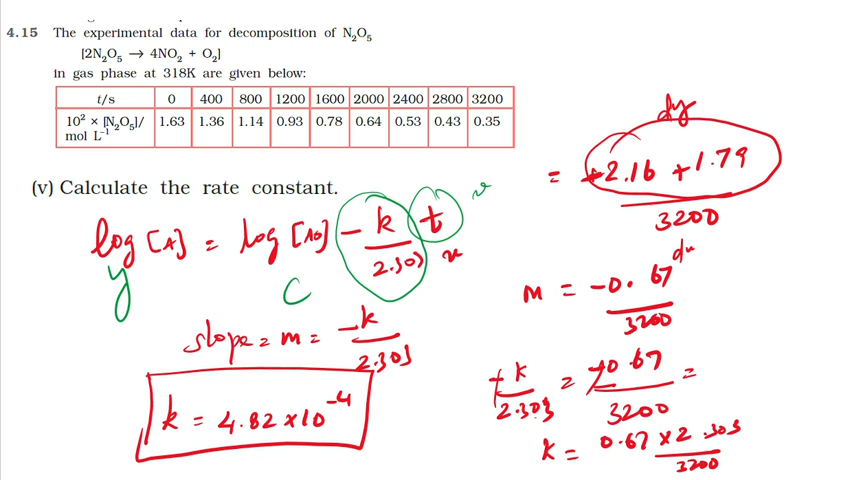 4.15 The experimental data for decomposition of N₂O₅
[2N₂O₅ → 4NO₂ + O₂]
in gas phase at 318K are given below:
t/s 0 400 800 1200 1600 2000 2400 2800 3200
10² × [N₂O₅]/ 1.63 1.36 1.14 0.93 0.78 0.64 0.53 0.43 0.35
mol L⁻¹
(v) Calculate the rate constant.
log [A] = log [A0] - k/2.303 t
y C x
slope = m = -k/2.303
k = 4.82 × 10⁻⁴
dy
= -2.16 + 1.79 / 3200
dx
m = -0.67 / 3200
-k/2.303 = -0.67/3200 =
k = 0.67 × 2.303 / 3200